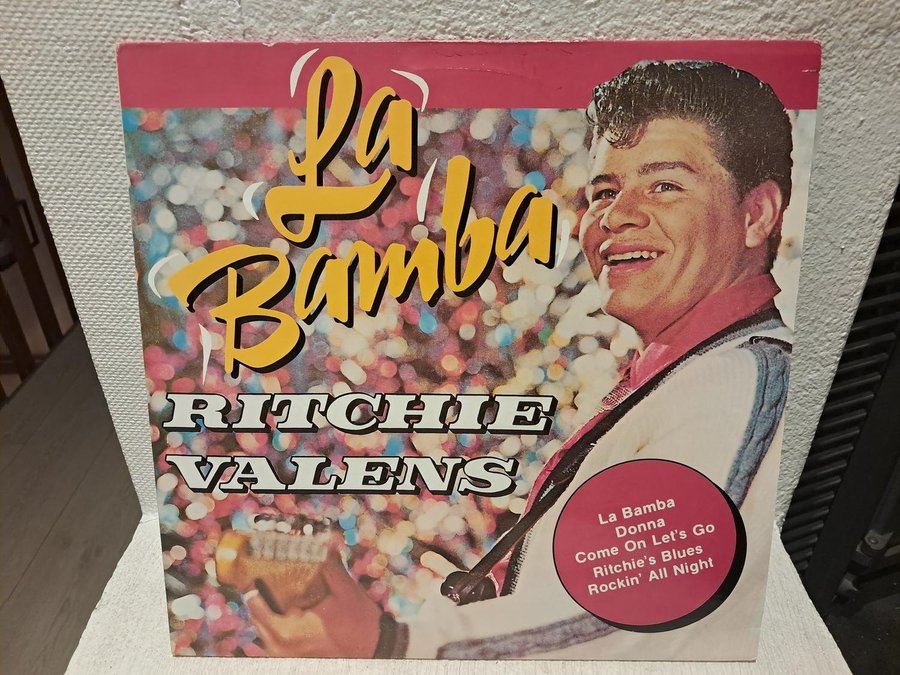 La
Bamba
RITCHIE
VALENS
La Bamba
Donna
Come On Let's Go
Ritchie's Blues
Rockin' All Night